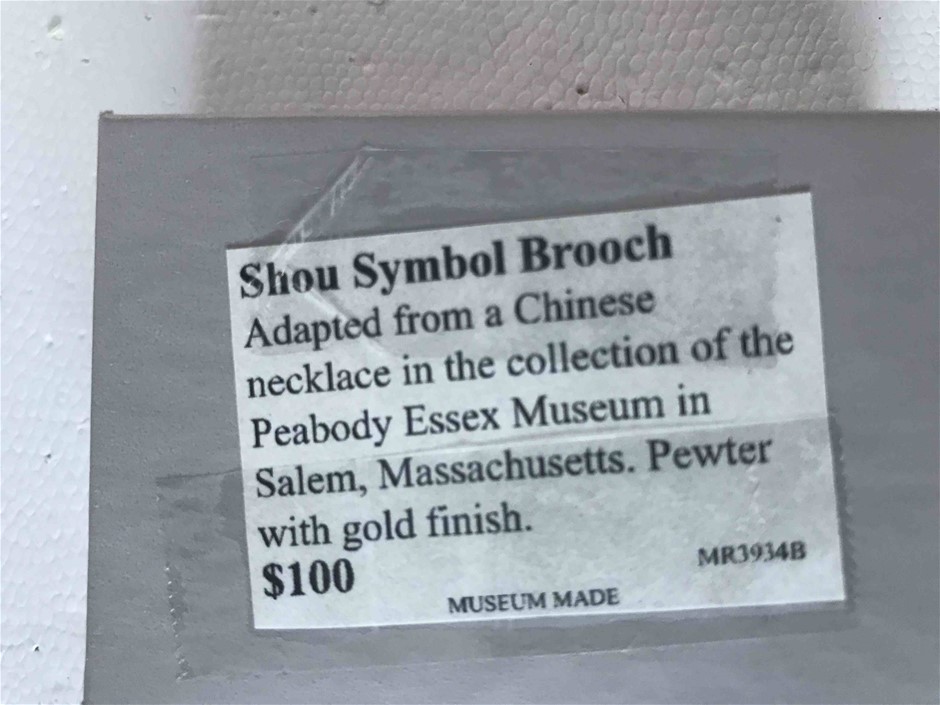 Shou Symbol Brooch
Adapted from a Chinese
necklace in the collection of the
Peabody Essex Museum in
Salem, Massachusetts. Pewter
with gold finish.
$100
MR3934B
MUSEUM MADE